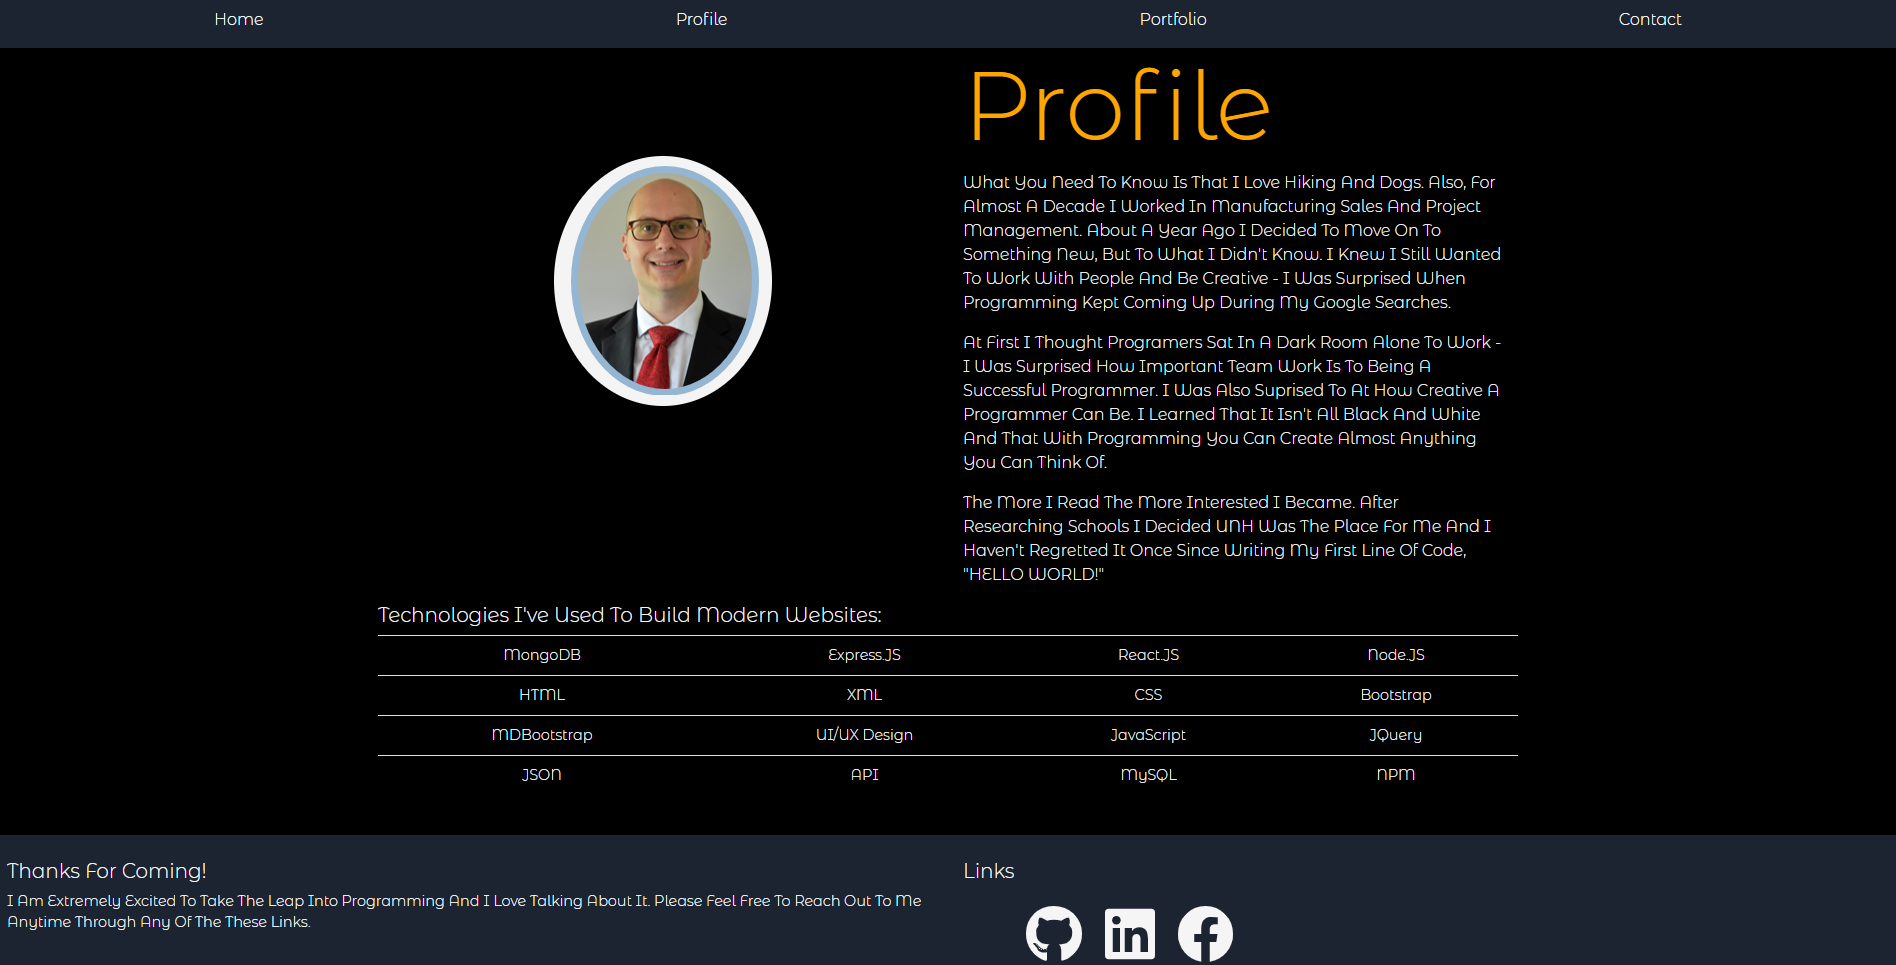 Home Profile Portfolio Contact
Profile
What You Need To Know Is That I Love Hiking And Dogs. Also, For
Almost A Decade I Worked In Manufacturing Sales And Project
Management. About A Year Ago I Decided To Move On To
Something New, But To What I Didn't Know. I Knew I Still Wanted
To Work With People And Be Creative - I Was Surprised When
Programming Kept Coming Up During My Google Searches.
At First I Thought Programers Sat In A Dark Room Alone To Work -
I Was Surprised How Important Team Work Is To Being A
Successful Programmer. I Was Also Suprised To At How Creative A
Programmer Can Be. I Learned That It Isn't All Black And White
And That With Programming You Can Create Almost Anything
You Can Think Of.
The More I Read The More Interested I Became. After
Researching Schools I Decided UNH Was The Place For Me And I
Haven't Regretted It Once Since Writing My First Line Of Code,
"HELLO WORLD!"
Technologies I've Used To Build Modern Websites:
MongoDB Express.JS React.JS Node.JS
HTML XML CSS Bootstrap
MDBootstrap UI/UX Design JavaScript JQuery
JSON API MySQL NPM
Thanks For Coming!
I Am Extremely Excited To Take The Leap Into Programming And I Love Talking About It. Please Feel Free To Reach Out To Me
Anytime Through Any Of The These Links.
Links
in